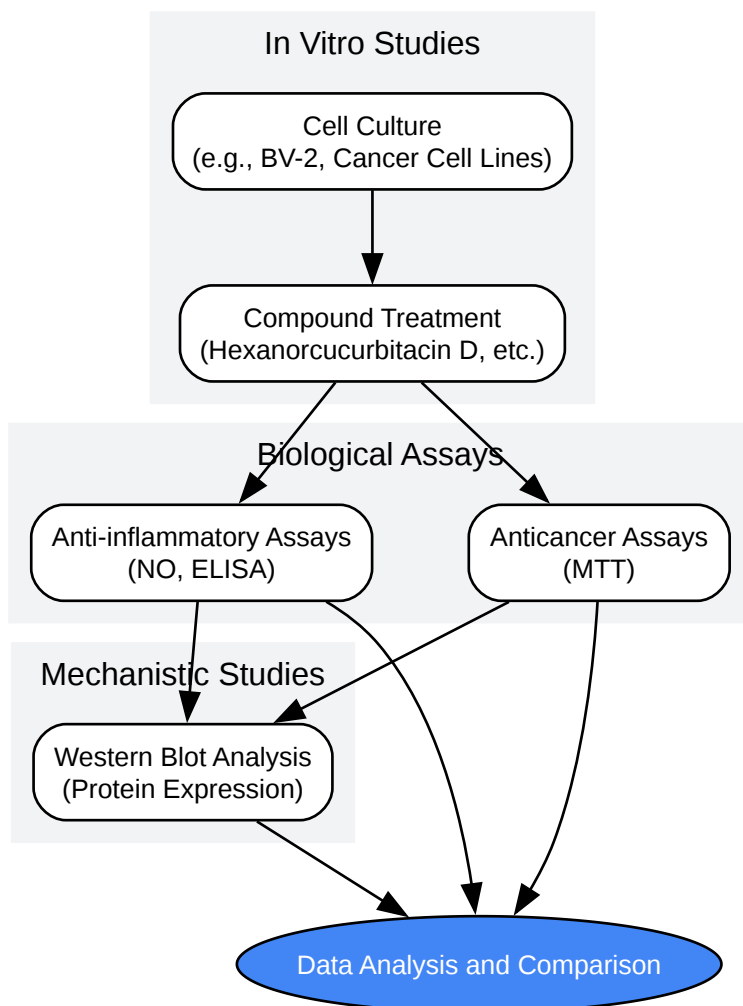 In Vitro Studies
Cell Culture
(e.g., BV-2, Cancer Cell Lines)
Compound Treatment
(Hexanorcucurbitacin D, etc.)
Biological Assays
Anti-inflammatory Assays
(NO, ELISA)
Anticancer Assays
(MTT)
Mechanistic Studies
Western Blot Analysis
(Protein Expression)
Data Analysis and Comparison